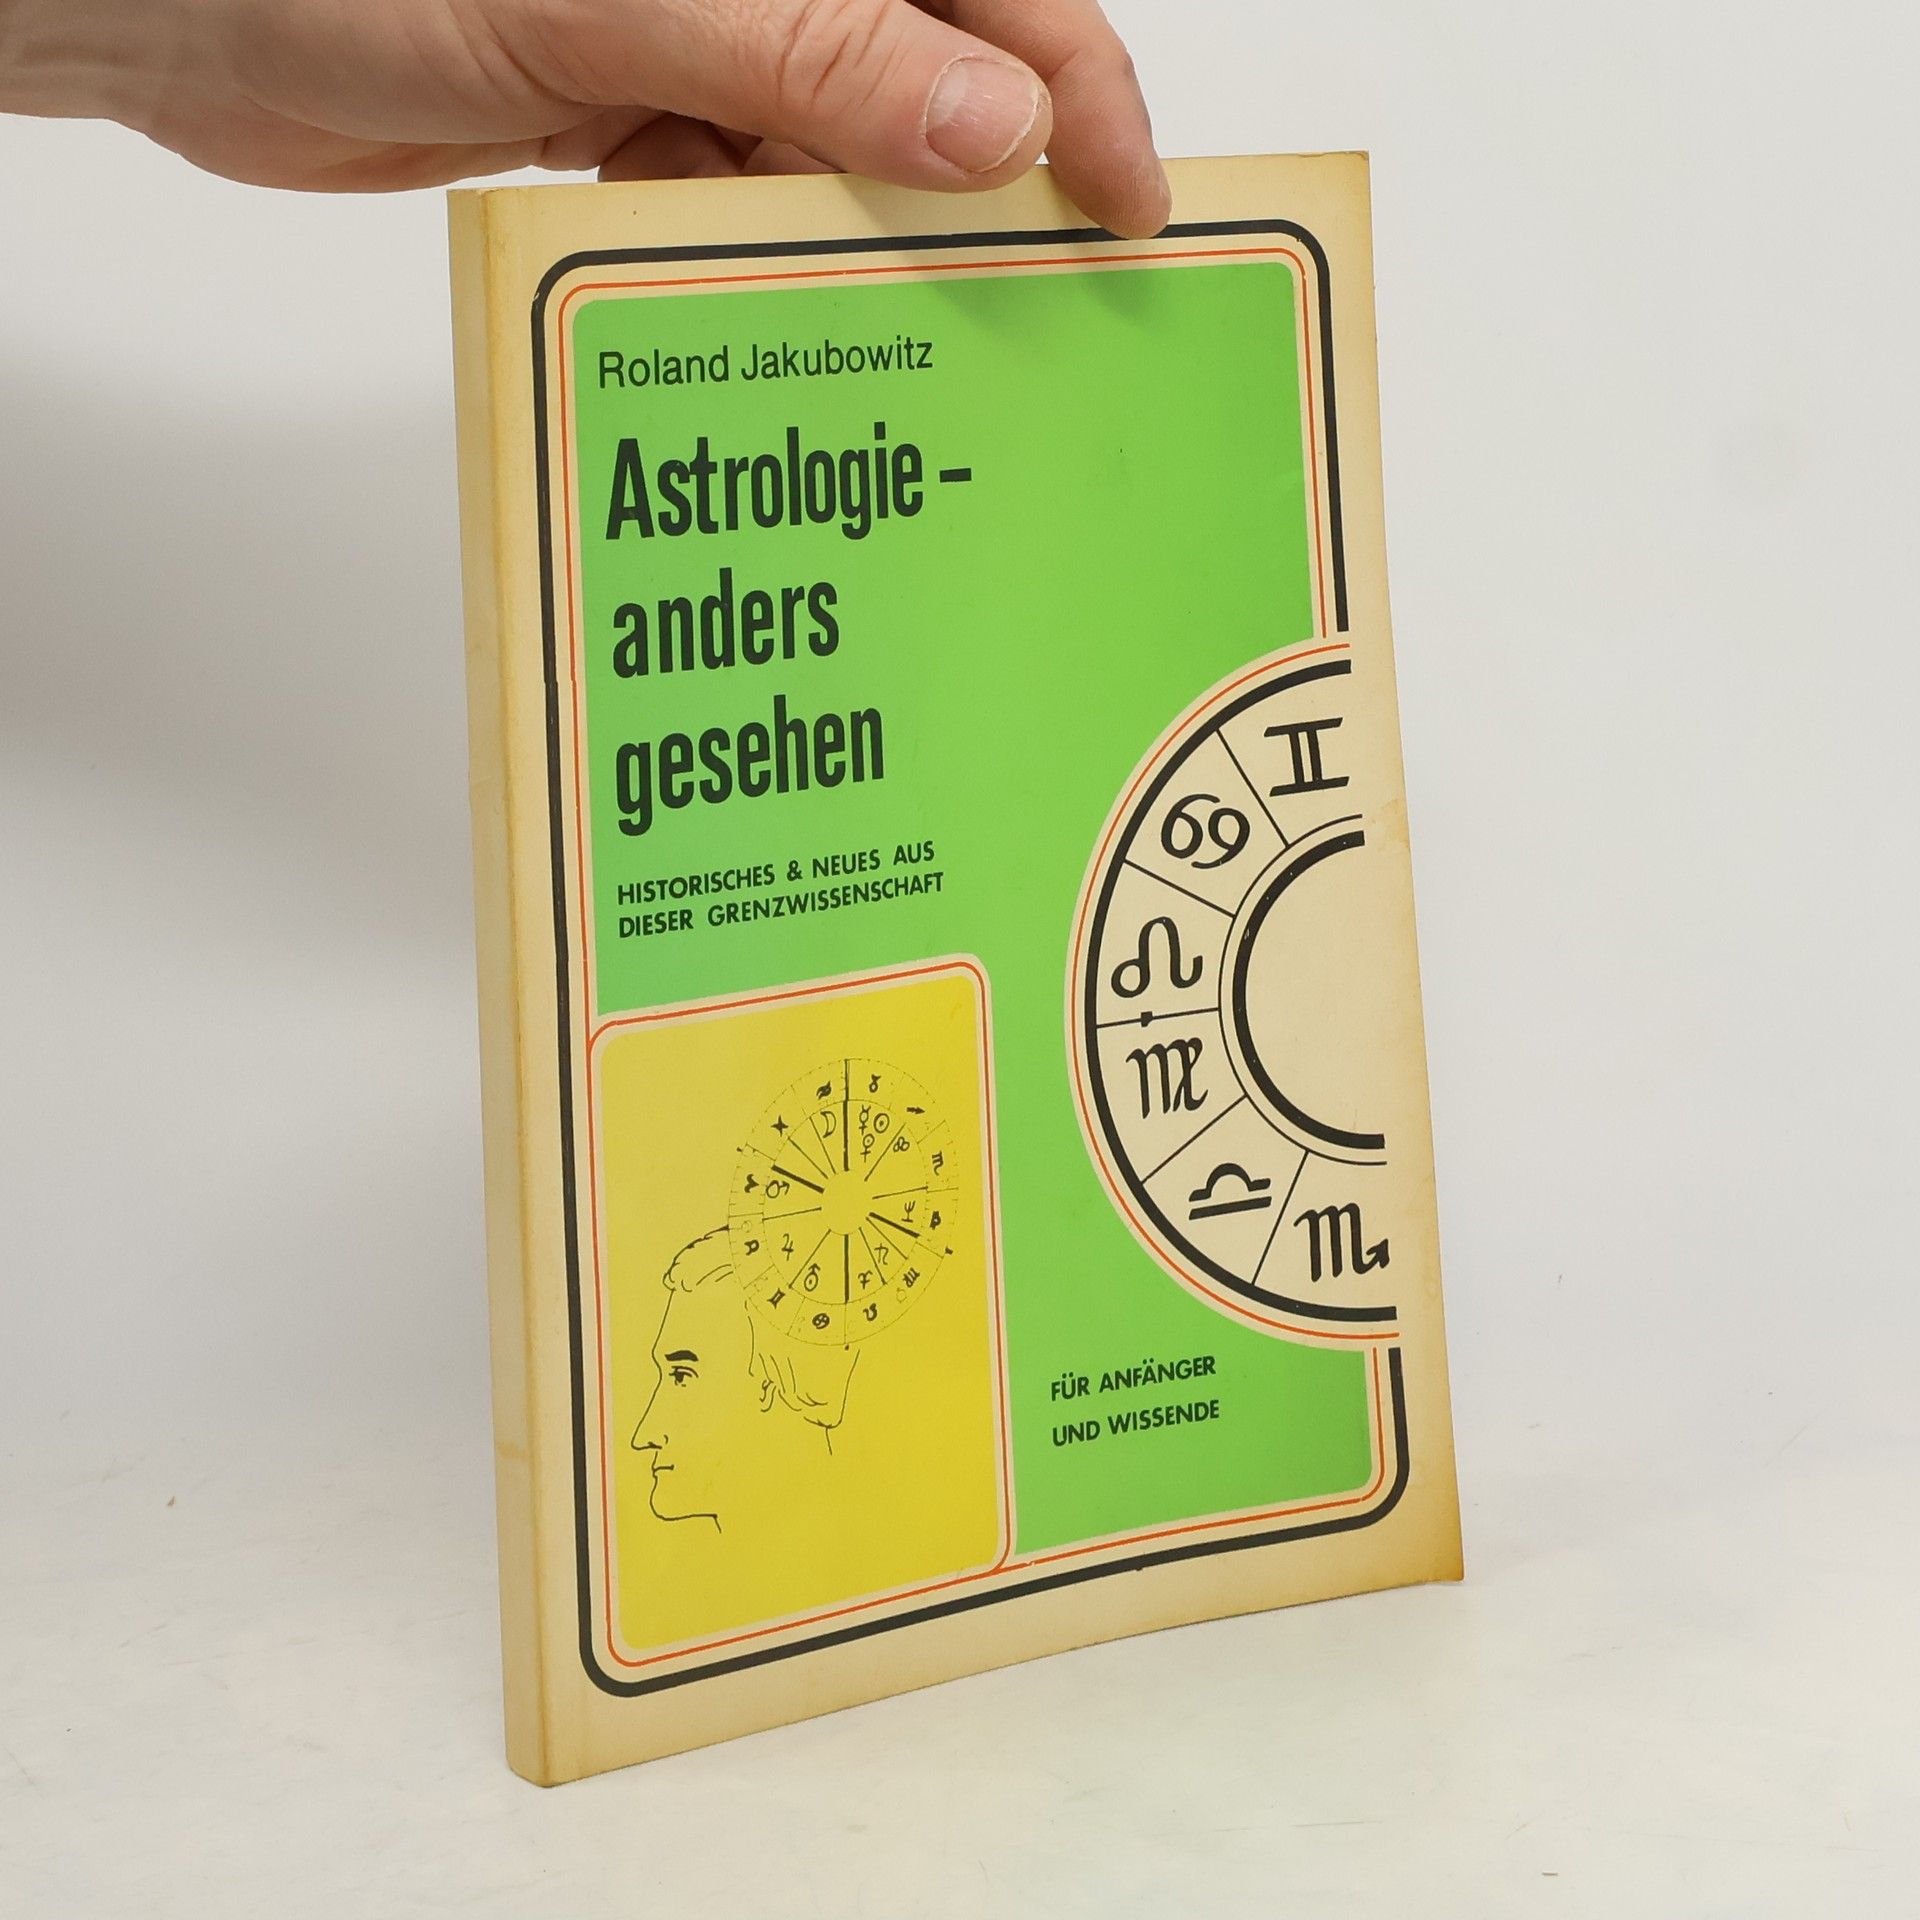 Roland Jakubowitz
Astrologie –
anders
gesehen
HISTORISCHES & NEUES AUS
DIESER GRENZWISSENSCHAFT
FÜR ANFÄNGER
UND WISSENDE